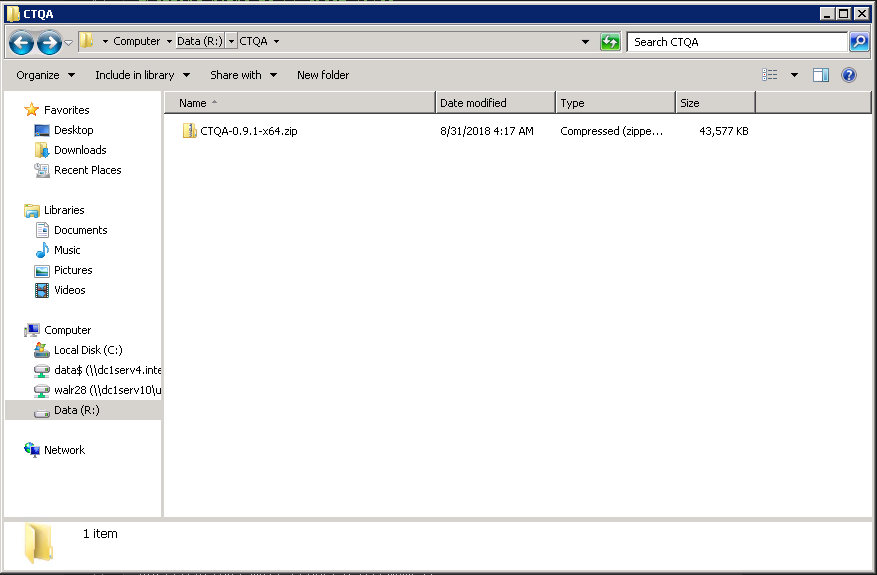 CTQA
Computer Data (R:) CTQA
Search CTQA
Organize Include in library Share with New folder
Name Date modified Type Size
CTQA-0.9.1-x64.zip 8/31/2018 4:17 AM Compressed (zippe... 43,577 KB
Favorites
Desktop
Downloads
Recent Places
Libraries
Documents
Music
Pictures
Videos
Computer
Local Disk (C:)
data$ (\\dc1serv4.inte
walr28 (\\dc1serv10\u
Data (R:)
Network
1 item